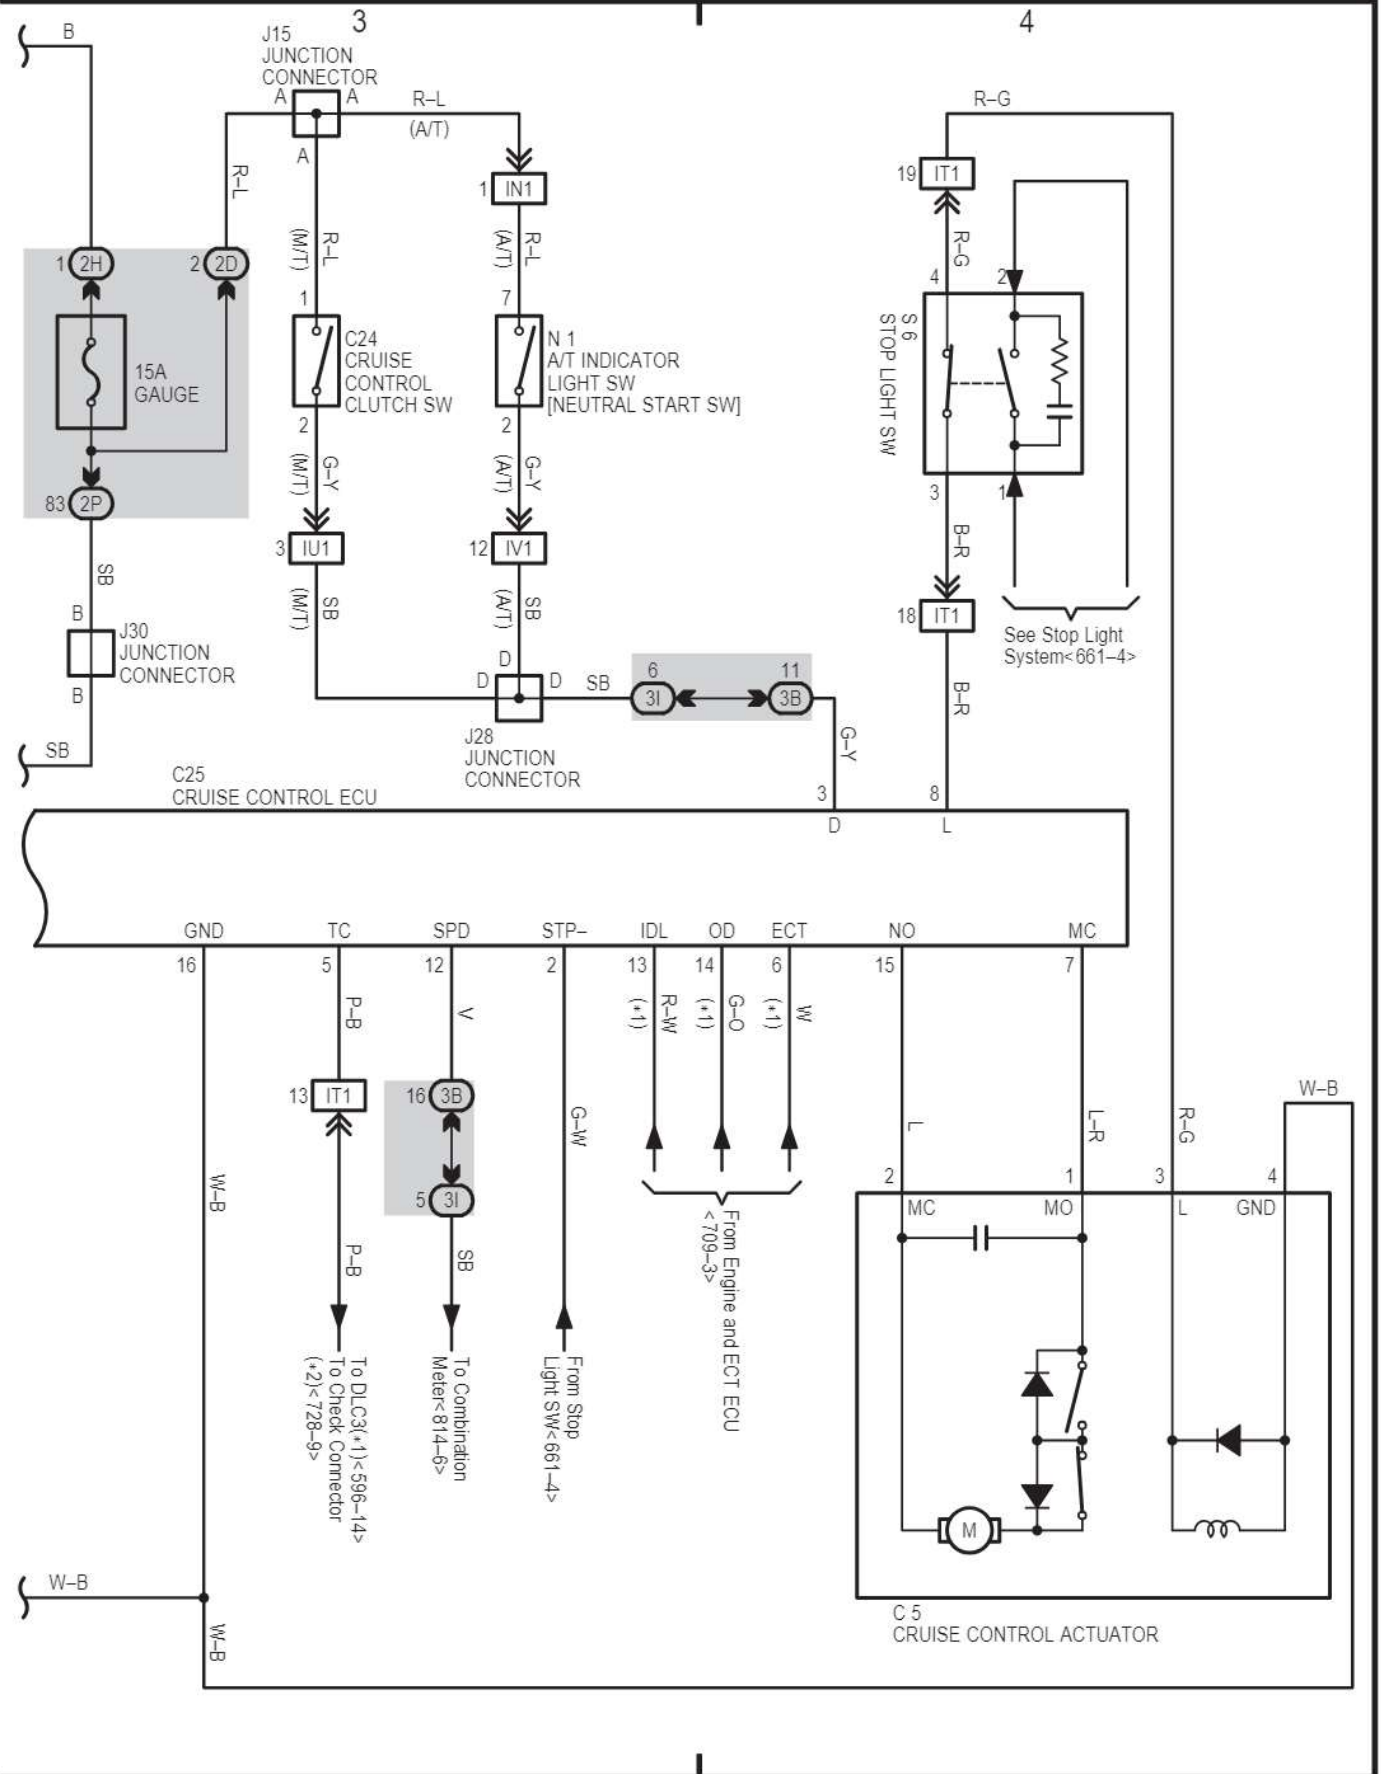 3
4
B
J15
JUNCTION
CONNECTOR
A
A
R–L
(A/T)
A
R–L
R–L
(M/T)
1
IN1
R–L
(A/T)
R–G
19
IT1
R–G
1
2H
2
2D
15A
GAUGE
83
2P
1
C24
CRUISE
CONTROL
CLUTCH SW
2
7
N 1
A/T INDICATOR
LIGHT SW
[NEUTRAL START SW]
2
4
2
S 6
STOP LIGHT SW
3
1
G–Y
(M/T)
G–Y
(A/T)
B–R
SB
3
IU1
12
IV1
18
IT1
SB
(M/T)
SB
(A/T)
See Stop Light
System<661–4>
B
J30
JUNCTION
CONNECTOR
B
SB
D
D
D
SB
J28
JUNCTION
CONNECTOR
6
3I
11
3B
G–Y
B–R
C25
CRUISE CONTROL ECU
3
8
D
L
GND
TC
SPD
STP–
IDL
OD
ECT
NO
MC
16
5
12
2
13
14
6
15
7
P–B
V
R–W
(*1)
G–O
(*1)
W
(*1)
13
IT1
16
3B
5
3I
G–W
L
L–R
R–G
W–B
W–B
P–B
SB
2
1
3
4
MC
MO
L
GND
From Engine and ECT ECU
<709–3>
To DLC3(*1)<596–14>
To Check Connector
(*2)<728–9>
To Combination
Meter<814–6>
From Stop
Light SW<661–4>
M
W–B
W–B
C 5
CRUISE CONTROL ACTUATOR